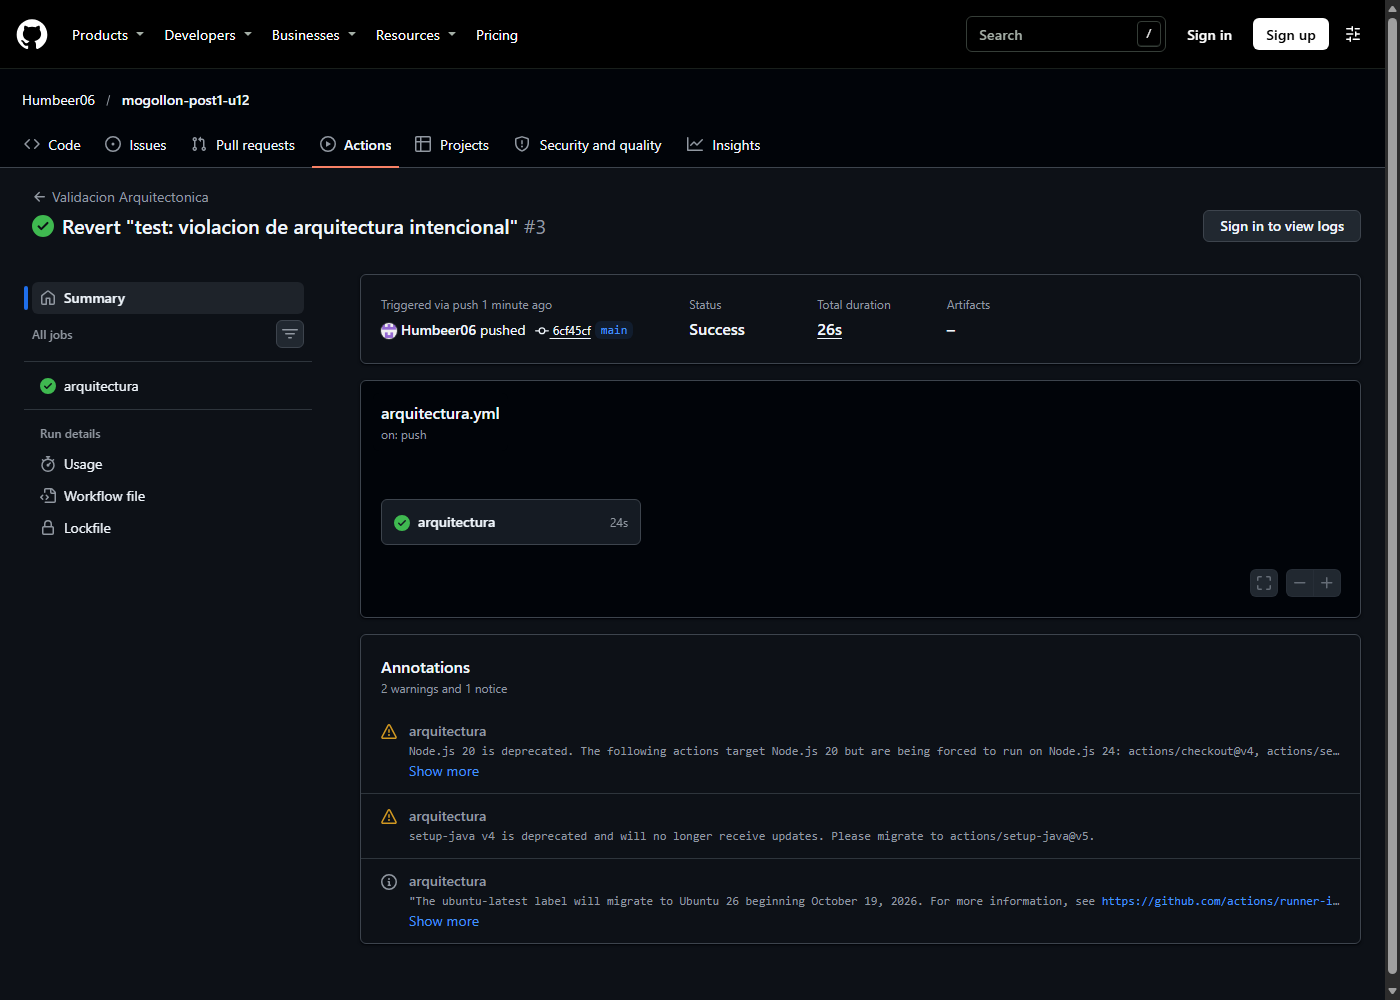 Products Developers Businesses Resources Pricing Search / Sign in Sign up
Humbeer06 / mogollon-post1-u12
Code Issues Pull requests Actions Projects Security and quality Insights
Validacion Arquitectonica
Revert "test: violacion de arquitectura intencional" #3
Sign in to view logs
Summary
All jobs
arquitectura
Run details
Usage
Workflow file
Lockfile
Triggered via push 1 minute ago
Humbeer06 pushed 6cf45cf main
Status
Success
Total duration
26s
Artifacts
–
arquitectura.yml
on: push
arquitectura 24s
Annotations
2 warnings and 1 notice
arquitectura
Node.js 20 is deprecated. The following actions target Node.js 20 but are being forced to run on Node.js 24: actions/checkout@v4, actions/se…
Show more
arquitectura
setup-java v4 is deprecated and will no longer receive updates. Please migrate to actions/setup-java@v5.
arquitectura
"The ubuntu-latest label will migrate to Ubuntu 26 beginning October 19, 2026. For more information, see https://github.com/actions/runner-i…
Show more